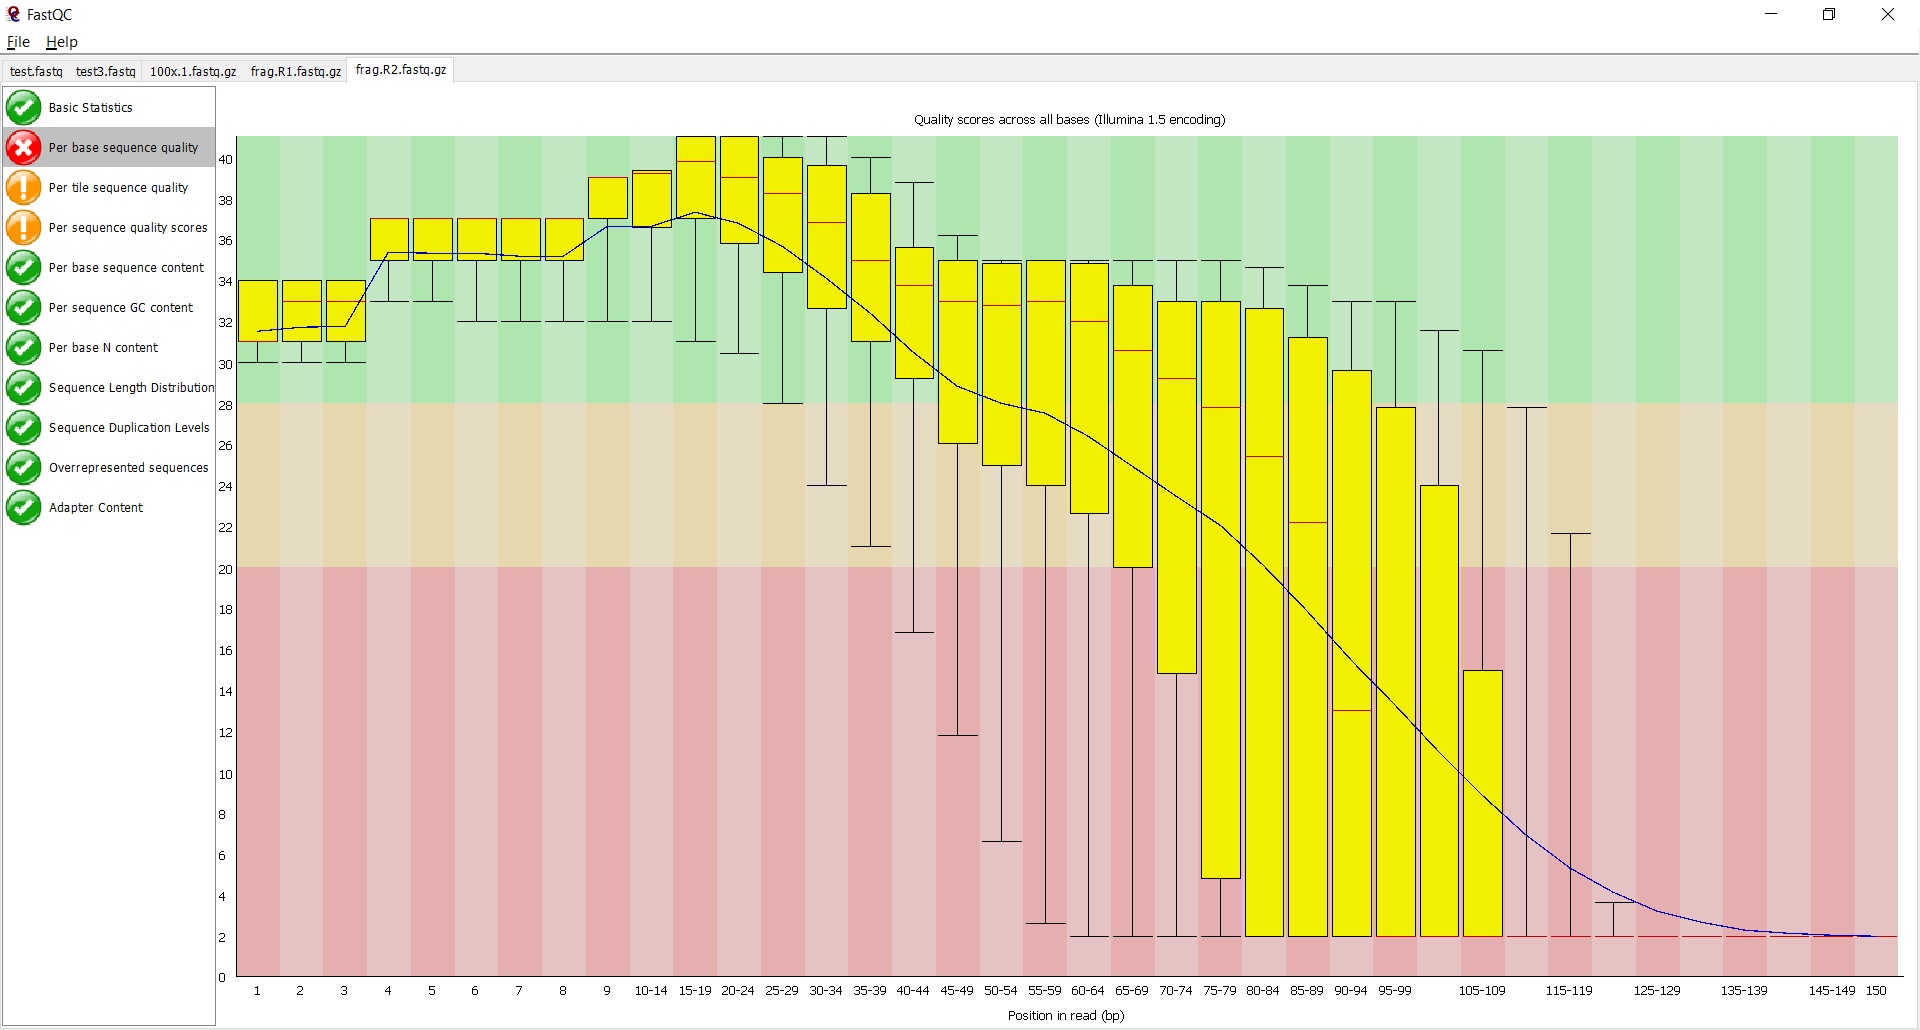 FastQC
File Help
test.fastq test3.fastq 100x.1.fastq.gz frag.R1.fastq.gz frag.R2.fastq.gz
Basic Statistics
Per base sequence quality
Per tile sequence quality
Per sequence quality scores
Per base sequence content
Per sequence GC content
Per base N content
Sequence Length Distribution
Sequence Duplication Levels
Overrepresented sequences
Adapter Content
Quality scores across all bases (Illumina 1.5 encoding)
40
38
36
34
32
30
28
26
24
22
20
18
16
14
12
10
8
6
4
2
0
1 2 3 4 5 6 7 8 9 10-14 15-19 20-24 25-29 30-34 35-39 40-44 45-49 50-54 55-59 60-64 65-69 70-74 75-79 80-84 85-89 90-94 95-99 105-109 115-119 125-129 135-139 145-149 150
Position in read (bp)